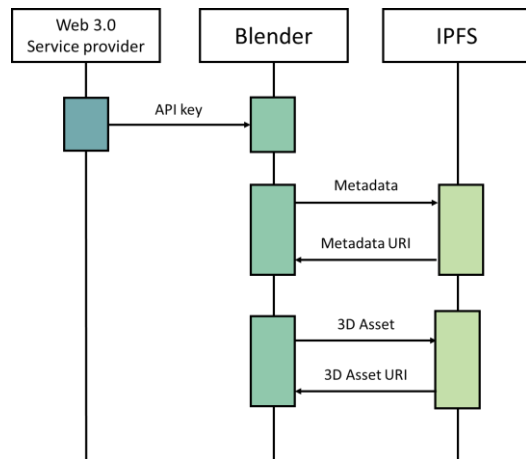 Web 3.0
Service provider
Blender
IPFS
API key
Metadata
Metadata URI
3D Asset
3D Asset URI